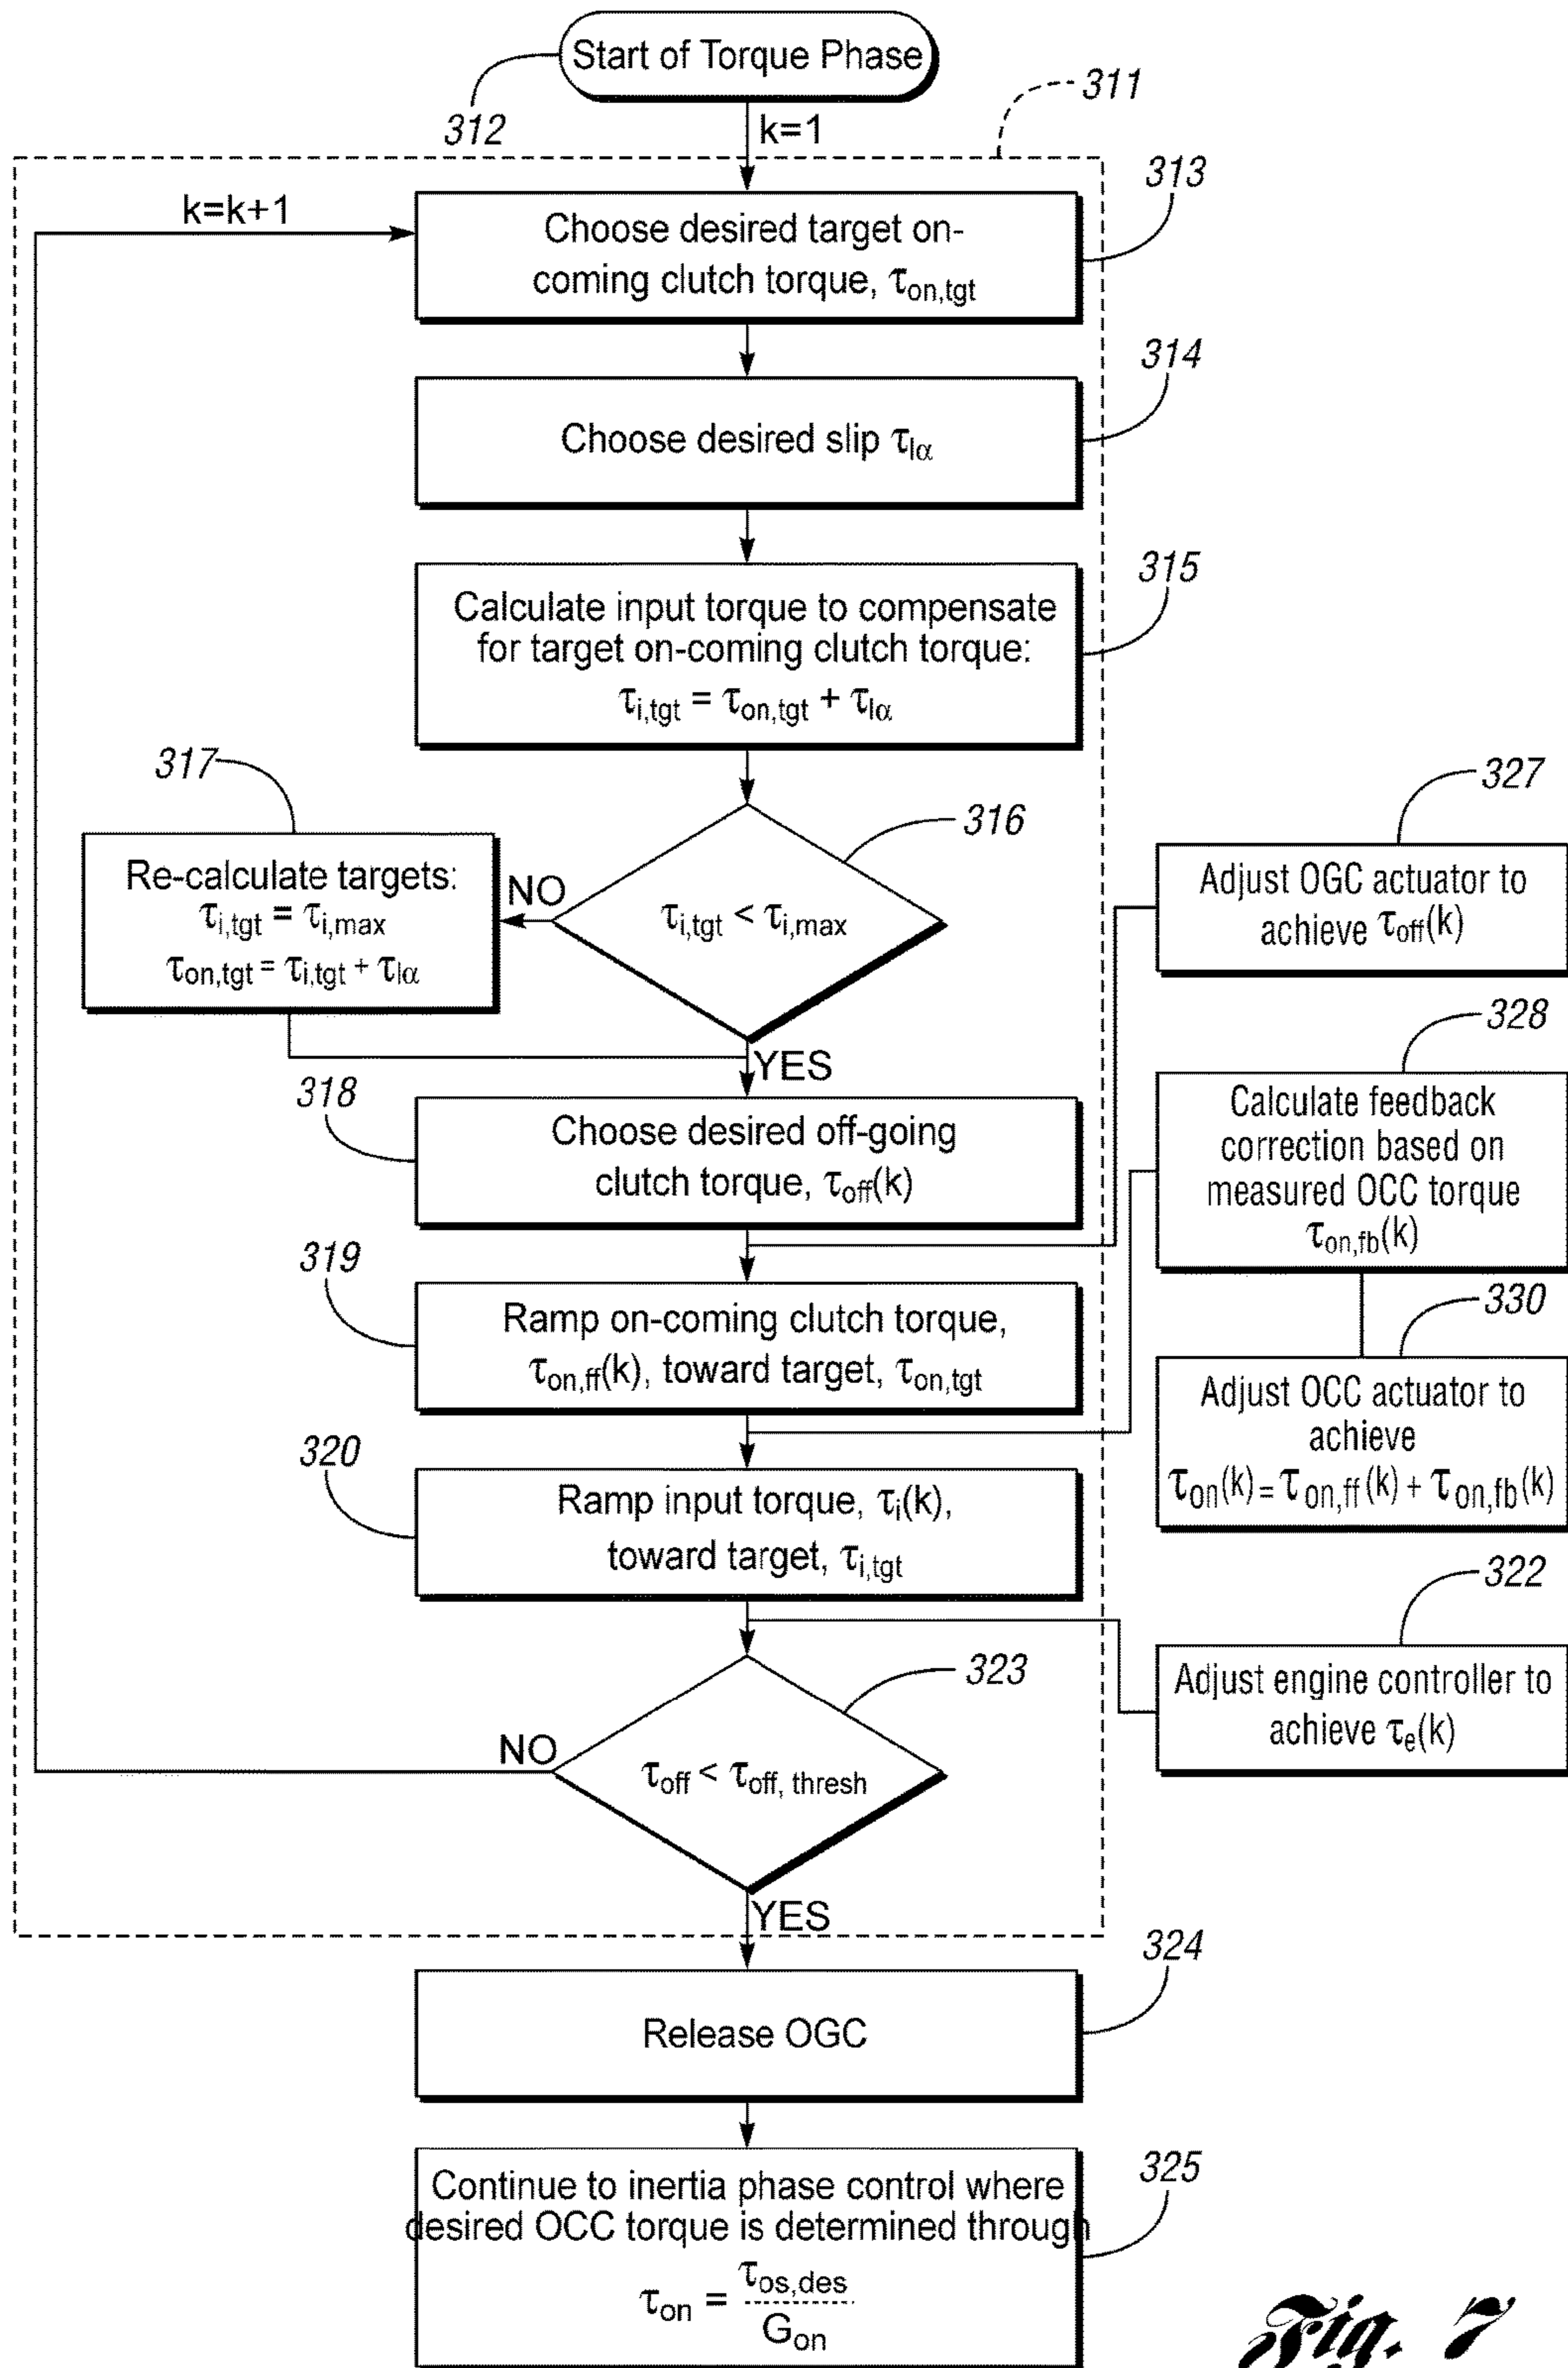 Start of Torque Phase
312
k=1
311
k=k+1
313
Choose desired target on-
coming clutch torque, τon,tgt
314
Choose desired slip τlα
315
Calculate input torque to compensate
for target on-coming clutch torque:
τi,tgt = τon,tgt + τlα
317
316
327
Re-calculate targets:
τi,tgt = τi,max
τon,tgt = τi,tgt + τlα
NO
τi,tgt < τi,max
Adjust OGC actuator to
achieve τoff(k)
YES
318
Choose desired off-going
clutch torque, τoff(k)
328
Calculate feedback
correction based on
measured OCC torque
τon,fb(k)
319
Ramp on-coming clutch torque,
τon,ff(k), toward target, τon,tgt
330
Adjust OCC actuator to
achieve
τon(k) = τon,ff(k) + τon,fb(k)
320
Ramp input torque, τi(k),
toward target, τi,tgt
322
Adjust engine controller to
achieve τe(k)
323
NO
τoff < τoff, thresh
YES
324
Release OGC
325
Continue to inertia phase control where
desired OCC torque is determined through
τon = τos,des
Gon
Fig. 7